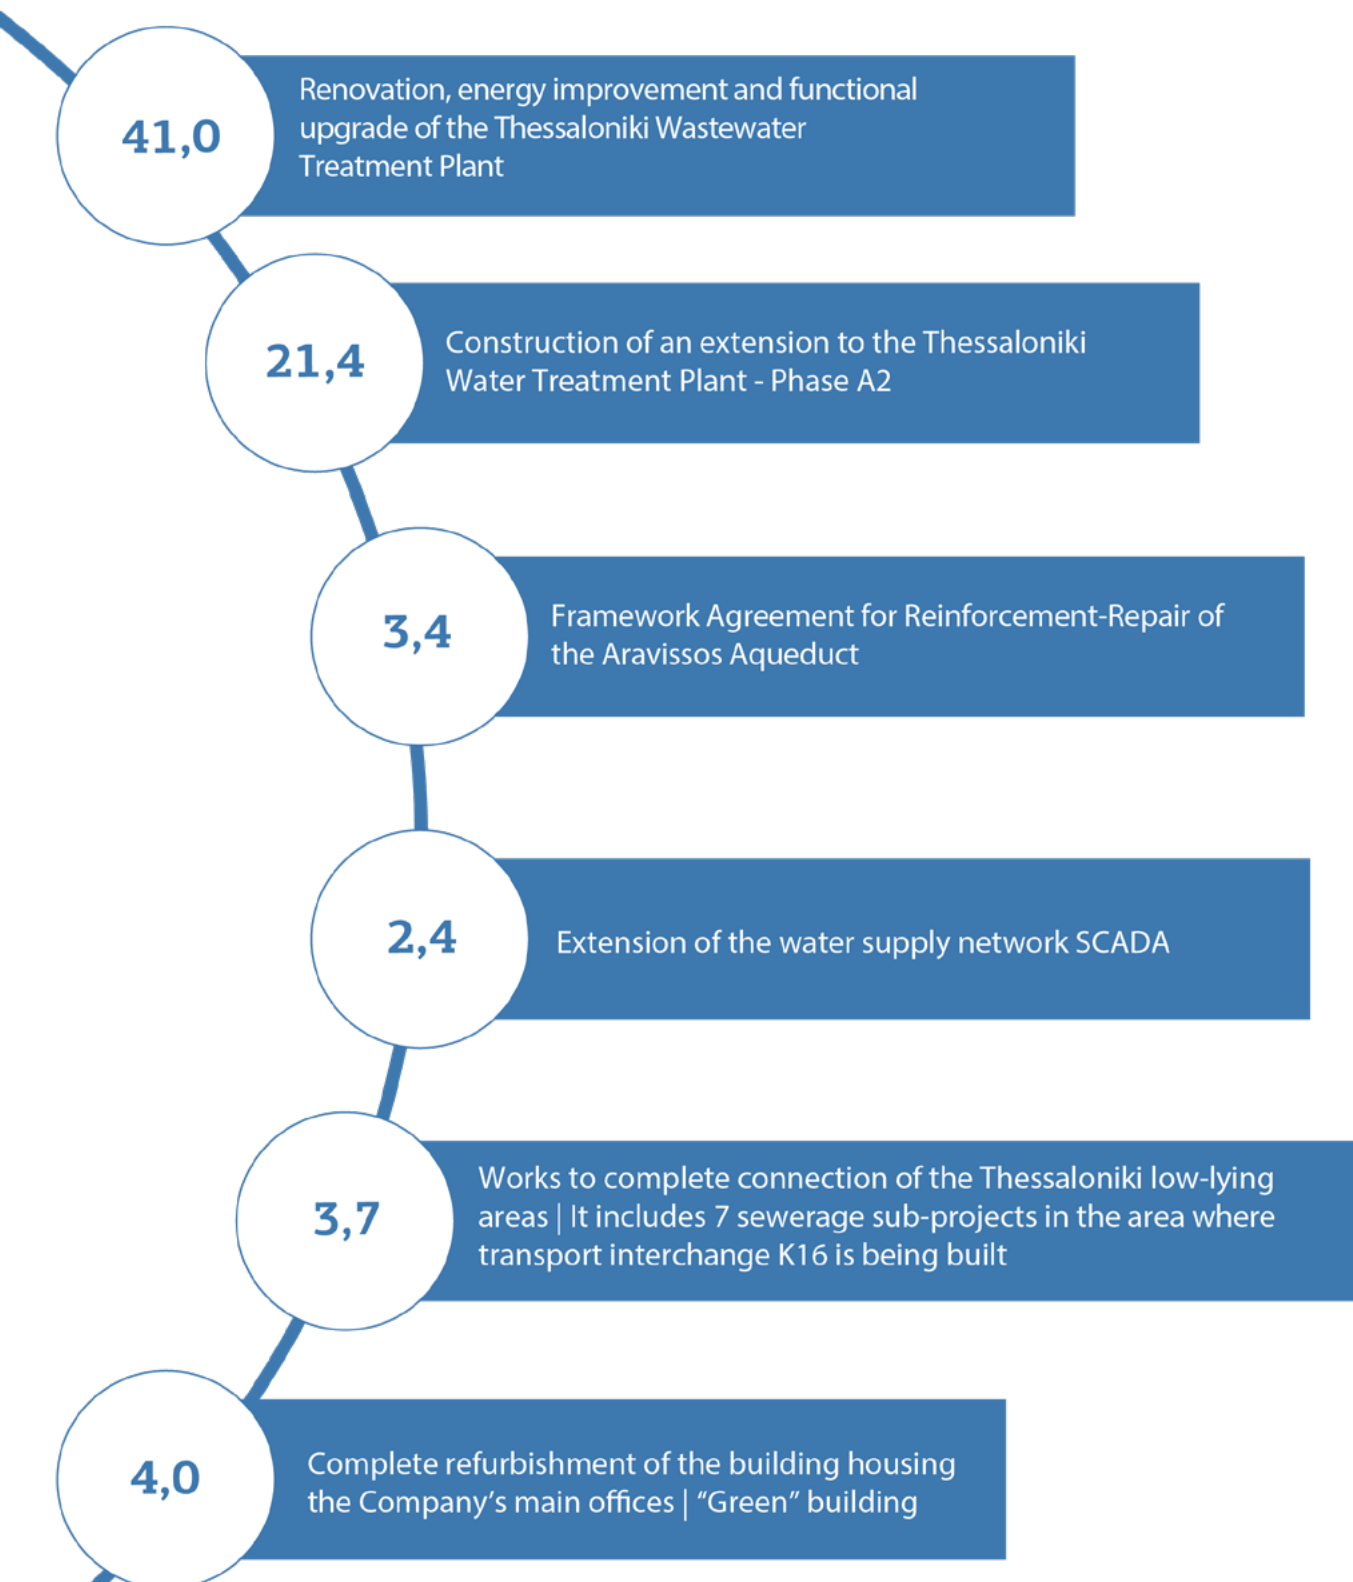 41,0
Renovation, energy improvement and functional
upgrade of the Thessaloniki Wastewater
Treatment Plant
21,4
Construction of an extension to the Thessaloniki
Water Treatment Plant - Phase A2
3,4
Framework Agreement for Reinforcement-Repair of
the Aravissos Aqueduct
2,4
Extension of the water supply network SCADA
3,7
Works to complete connection of the Thessaloniki low-lying
areas | It includes 7 sewerage sub-projects in the area where
transport interchange K16 is being built
4,0
Complete refurbishment of the building housing
the Company’s main offices | “Green” building